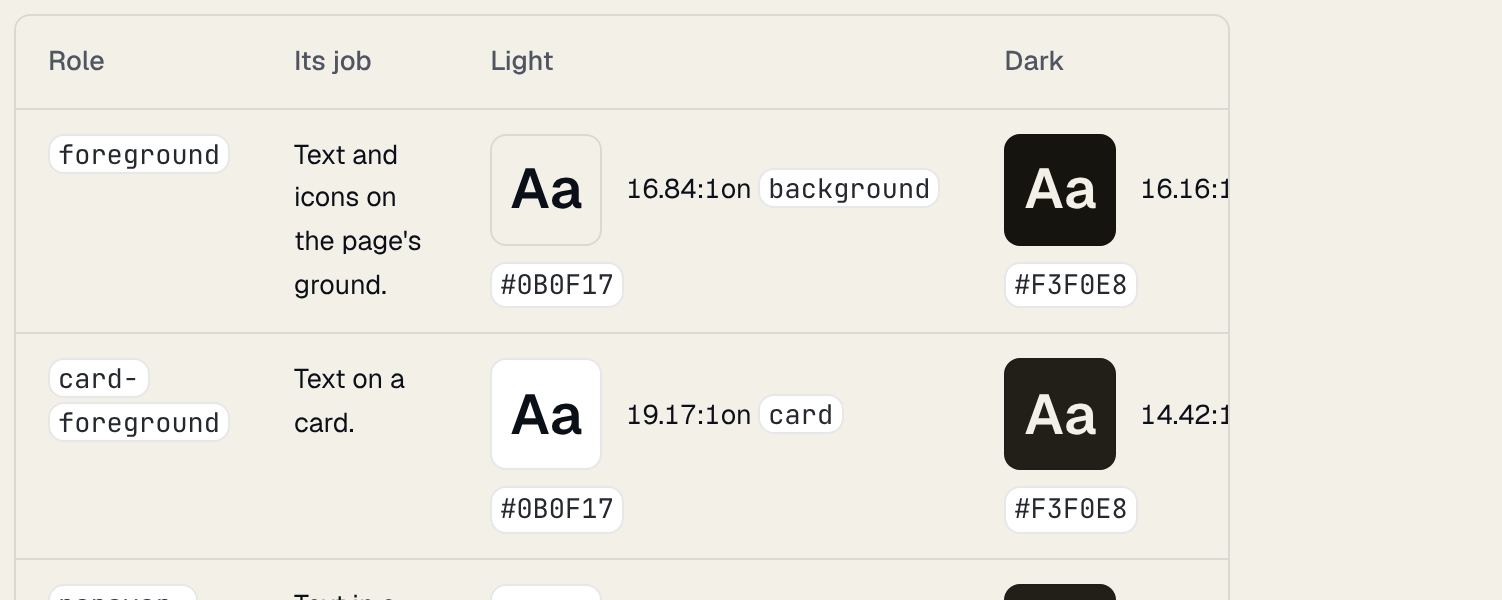 Role Its job Light Dark
foreground Text and icons on the page's ground. Aa 16.84:1on background Aa 16.16:1
#0B0F17 #F3F0E8
card-foreground Text on a card. Aa 19.17:1on card Aa 14.42:1
#0B0F17 #F3F0E8